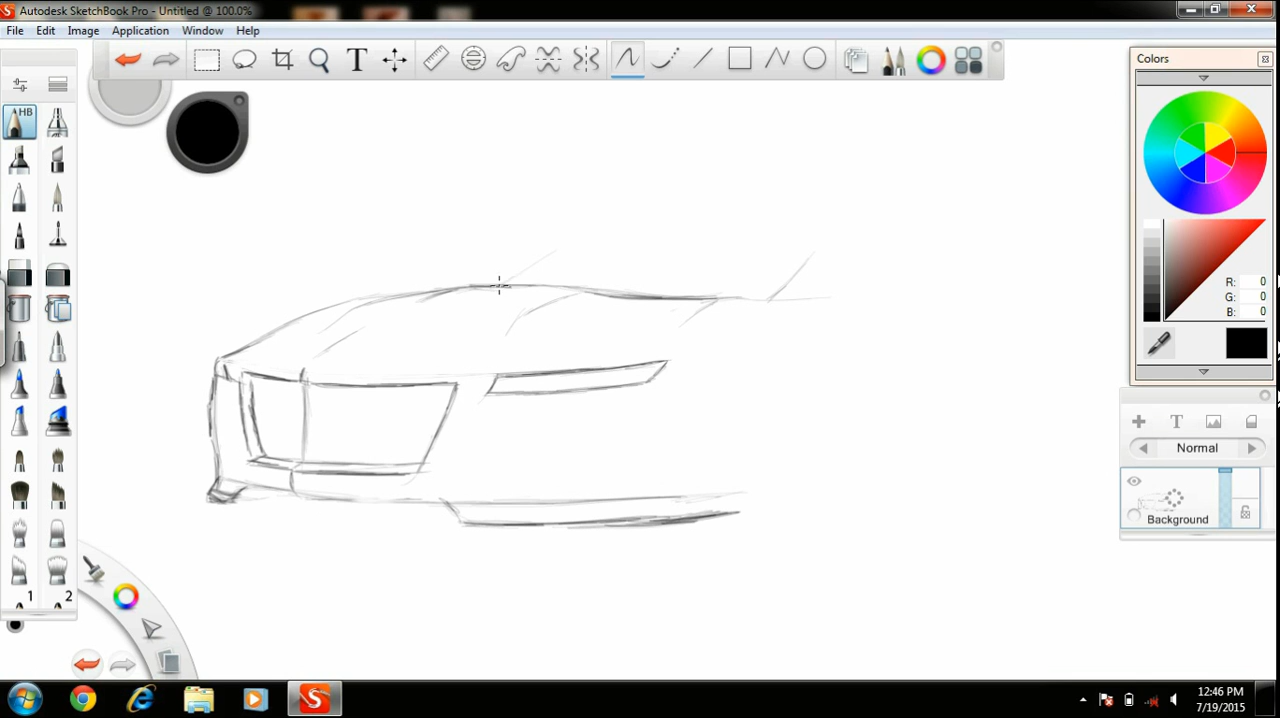 Autodesk SketchBook Pro - Untitled @ 100.0%
File Edit Image Application Window Help
T
Colors
HB
R: 0
G: 0
B: 0
T
Normal
Background
1 2
12:46 PM
7/19/2015